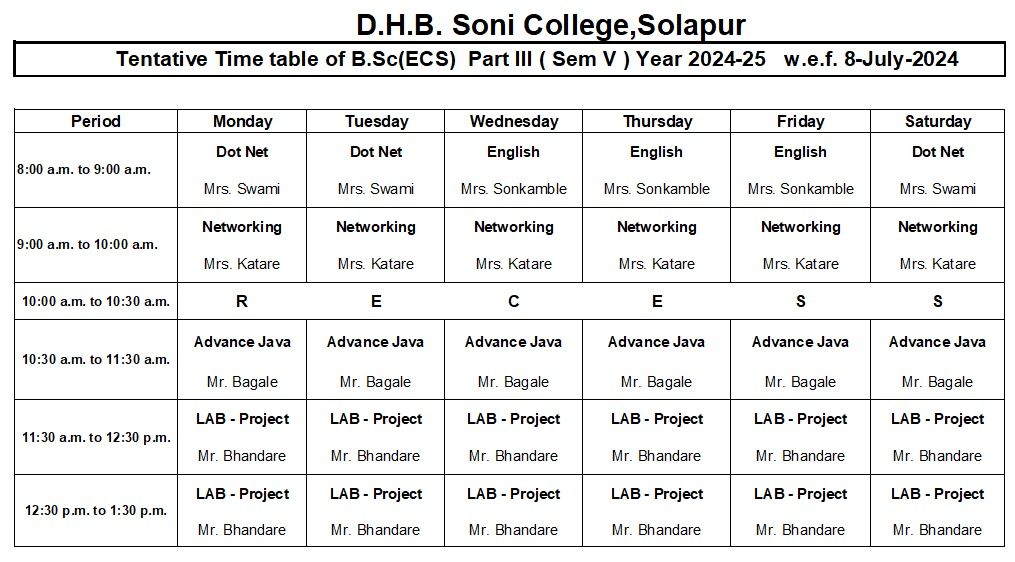 D.H.B. Soni College,Solapur
Tentative Time table of B.Sc(ECS) Part III ( Sem V ) Year 2024-25 w.e.f. 8-July-2024
Period Monday Tuesday Wednesday Thursday Friday Saturday
8:00 a.m. to 9:00 a.m.
Dot Net Dot Net English English English Dot Net
Mrs. Swami Mrs. Swami Mrs. Sonkamble Mrs. Sonkamble Mrs. Sonkamble Mrs. Swami
9:00 a.m. to 10:00 a.m.
Networking Networking Networking Networking Networking Networking
Mrs. Katare Mrs. Katare Mrs. Katare Mrs. Katare Mrs. Katare Mrs. Katare
10:00 a.m. to 10:30 a.m. R E C E S S
10:30 a.m. to 11:30 a.m.
Advance Java Advance Java Advance Java Advance Java Advance Java Advance Java
Mr. Bagale Mr. Bagale Mr. Bagale Mr. Bagale Mr. Bagale Mr. Bagale
11:30 a.m. to 12:30 p.m.
LAB - Project LAB - Project LAB - Project LAB - Project LAB - Project LAB - Project
Mr. Bhandare Mr. Bhandare Mr. Bhandare Mr. Bhandare Mr. Bhandare Mr. Bhandare
12:30 p.m. to 1:30 p.m.
LAB - Project LAB - Project LAB - Project LAB - Project LAB - Project LAB - Project
Mr. Bhandare Mr. Bhandare Mr. Bhandare Mr. Bhandare Mr. Bhandare Mr. Bhandare